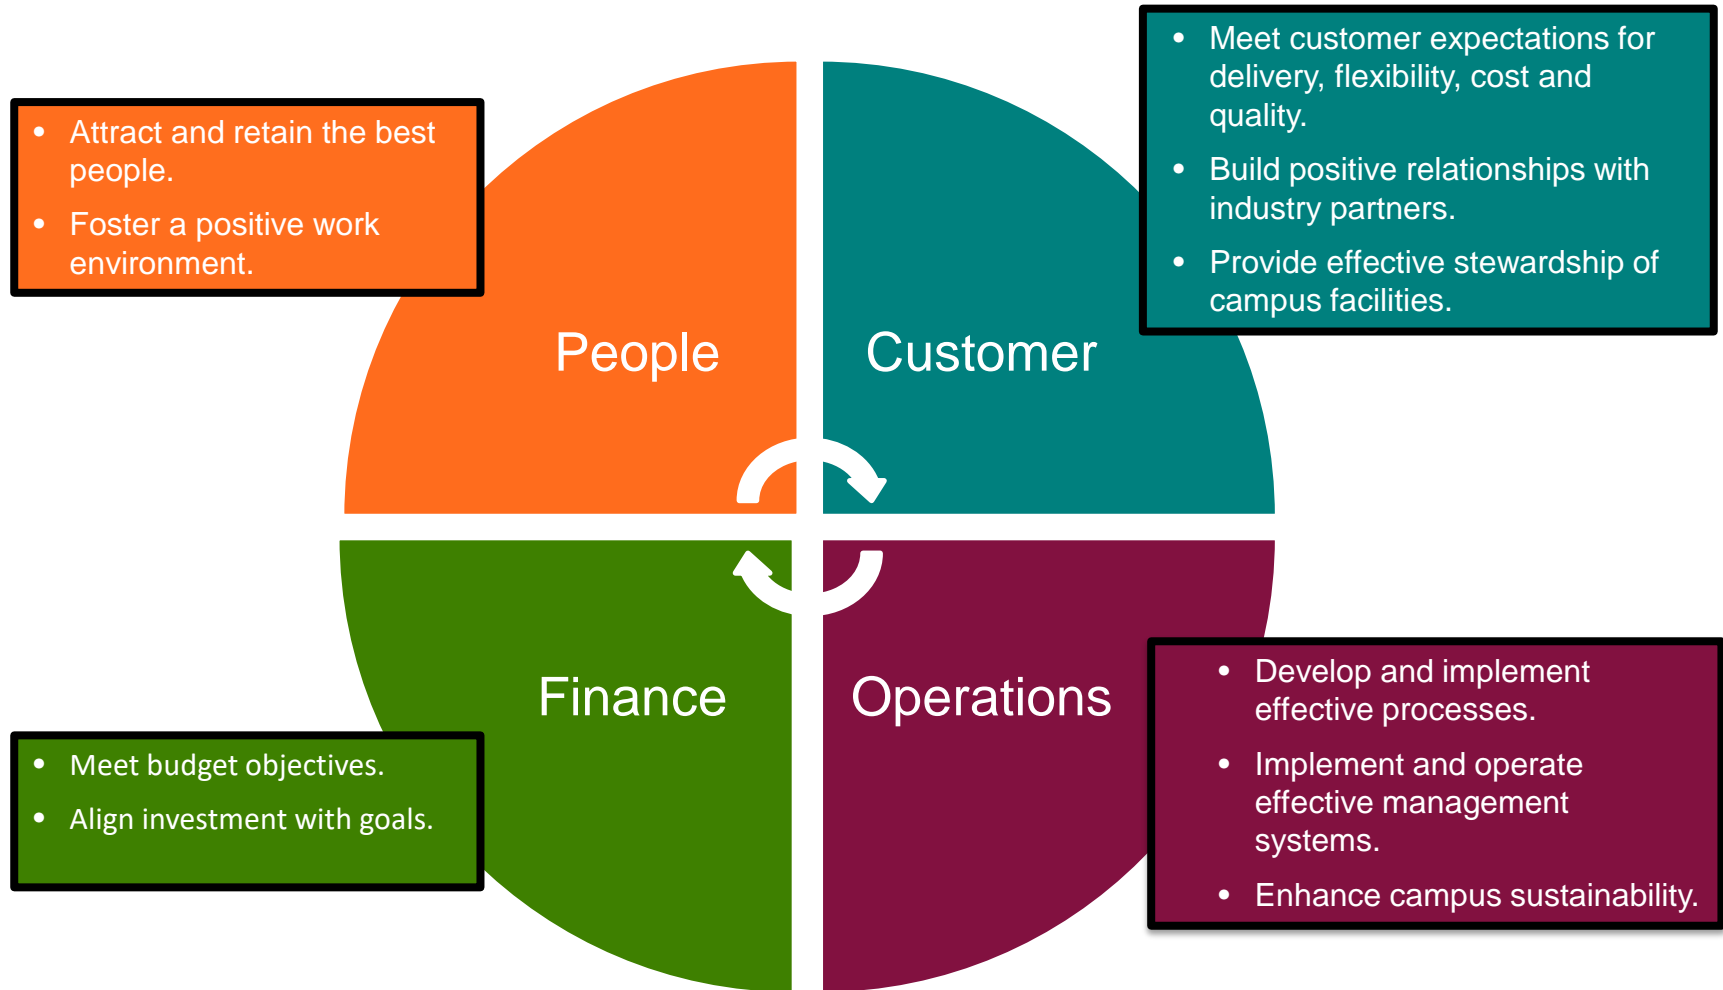 • Attract and retain the best
people.
• Foster a positive work
environment.
• Meet customer expectations for
delivery, flexibility, cost and
quality.
• Build positive relationships with
industry partners.
• Provide effective stewardship of
campus facilities.
People
Customer
Finance
Operations
• Meet budget objectives.
• Align investment with goals.
• Develop and implement
effective processes.
• Implement and operate
effective management
systems.
• Enhance campus sustainability.